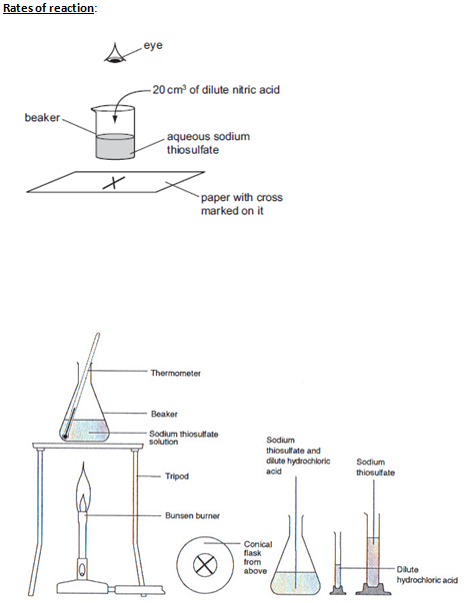 Rates of reaction:
eye
20 cm³ of dilute nitric acid
beaker
aqueous sodium
thiosulfate
paper with cross
marked on it
Thermometer
Beaker
Sodium thiosulfate
solution
Tripod
Bunsen burner
Conical
flask
from
above
Sodium
thiosulfate and
dilute hydrochloric
acid
Sodium
thiosulfate
Dilute
hydrochloric acid